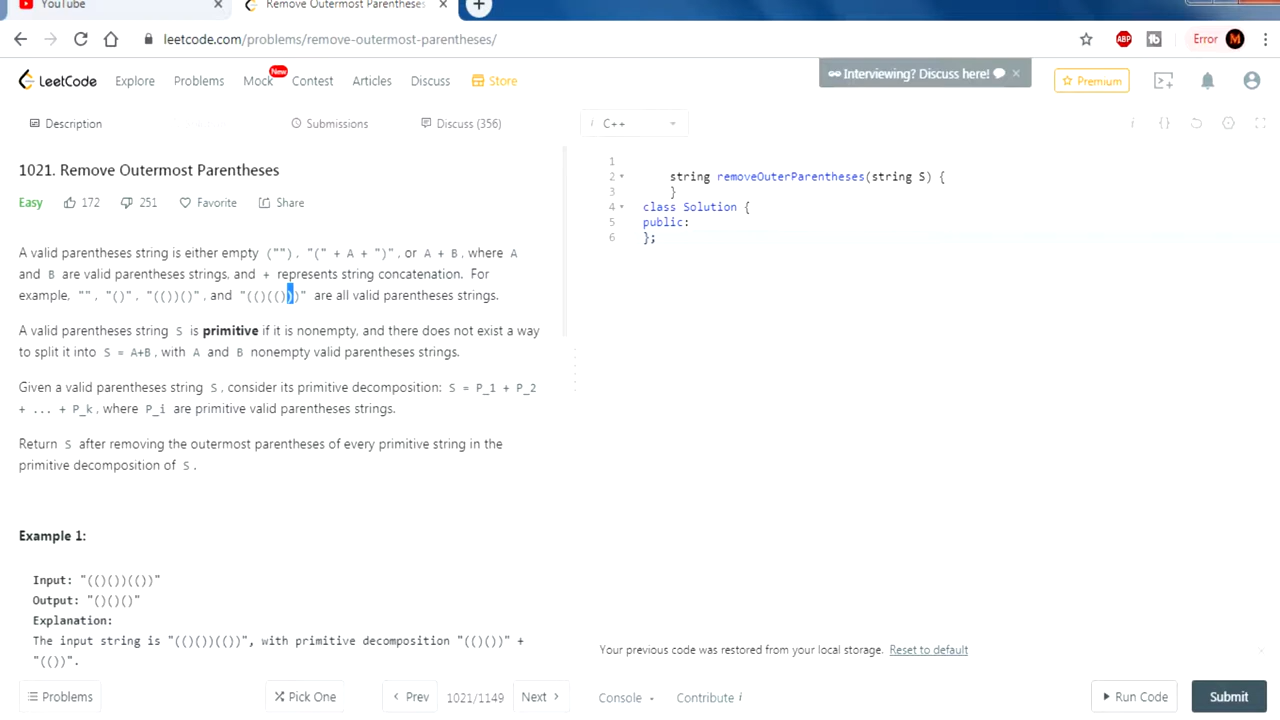 YouTube
Remove Outermost Parentheses
leetcode.com/problems/remove-outermost-parentheses/
ABP
tb
Error
M
LeetCode
Explore
Problems
Mock
New
Contest
Articles
Discuss
Store
Interviewing? Discuss here!
Premium
Description
Submissions
Discuss (356)
i C++
1021. Remove Outermost Parentheses
Easy
172
251
Favorite
Share
A valid parentheses string is either empty (""), "(" + A + ")", or A + B, where A
and B are valid parentheses strings, and + represents string concatenation. For
example, "", "()", "(())()", and "(()(()))" are all valid parentheses strings.
A valid parentheses string S is primitive if it is nonempty, and there does not exist a way
to split it into S = A+B, with A and B nonempty valid parentheses strings.
Given a valid parentheses string S, consider its primitive decomposition: S = P_1 + P_2
+ ... + P_k, where P_i are primitive valid parentheses strings.
Return S after removing the outermost parentheses of every primitive string in the
primitive decomposition of S.
Example 1:
Input: "(()())(())"
Output: "()()()"
Explanation:
The input string is "(()())(())", with primitive decomposition "(()())" +
"(())".
1
2 string removeOuterParentheses(string S) {
3 }
4 class Solution {
5 public:
6 };
Your previous code was restored from your local storage. Reset to default
Problems
Pick One
Prev
1021/1149
Next
Console
Contribute i
Run Code
Submit